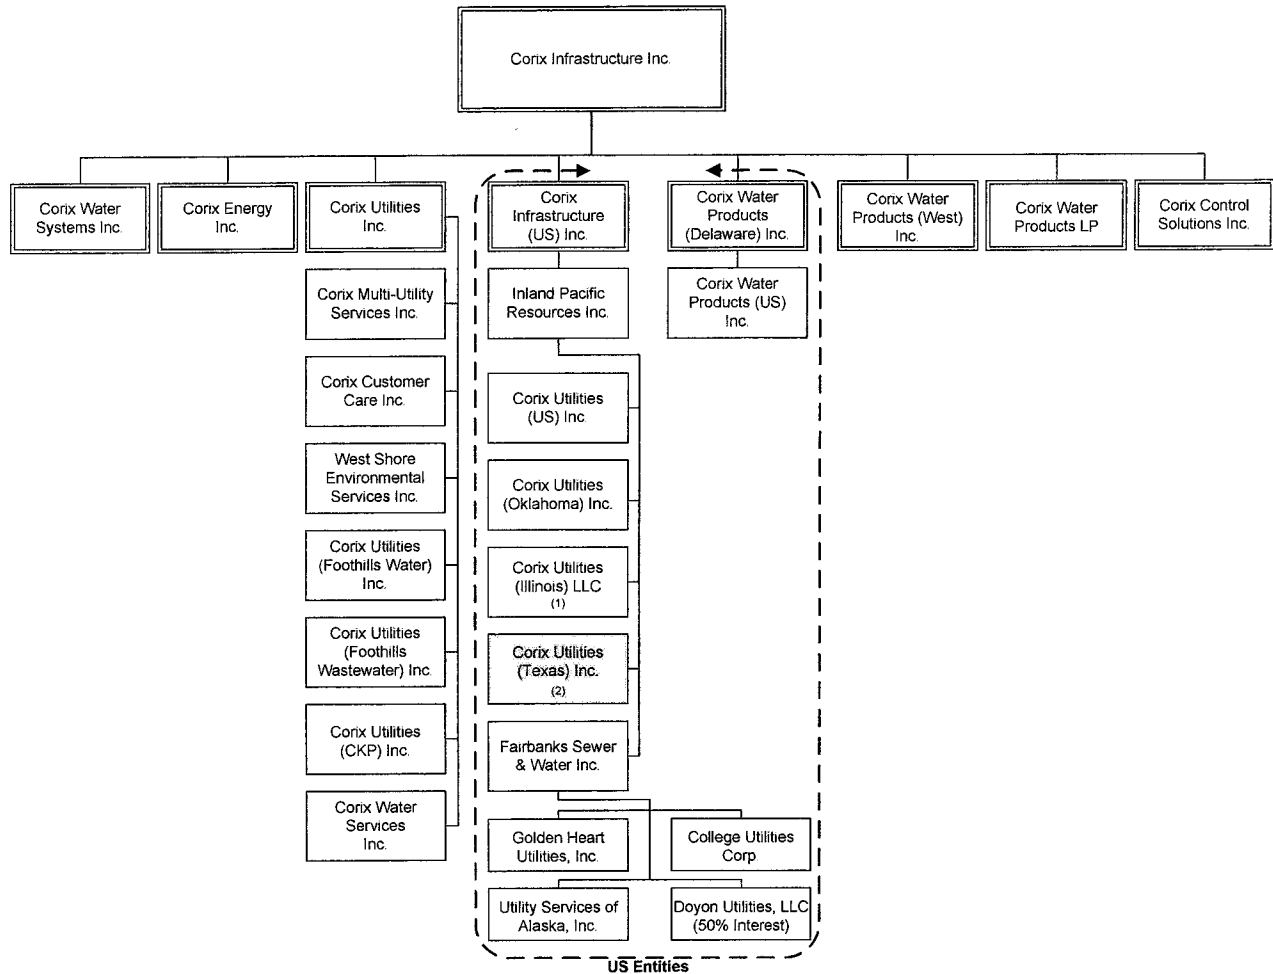 Corix Infrastructure Inc.
Corix Water
Systems Inc.
Corix Energy
Inc.
Corix Utilities
Inc.
Corix
Infrastructure
(US) Inc.
Corix Water
Products
(Delaware) Inc.
Corix Water
Products (West)
Inc.
Corix Water
Products LP
Corix Control
Solutions Inc.
Corix Multi-Utility
Services Inc.
Inland Pacific
Resources Inc.
Corix Water
Products (US)
Inc.
Corix Customer
Care Inc.
Corix Utilities
(US) Inc.
West Shore
Environmental
Services Inc.
Corix Utilities
(Oklahoma) Inc.
Corix Utilities
(Foothills Water)
Inc.
Corix Utilities
(Illinois) LLC
(1)
Corix Utilities
(Foothills
Wastewater) Inc.
Corix Utilities
(Texas) Inc.
(2)
Corix Utilities
(CKP) Inc.
Fairbanks Sewer
& Water Inc.
Corix Water
Services
Inc.
Golden Heart
Utilities, Inc.
College Utilities
Corp.
Utility Services of
Alaska, Inc.
Doyon Utilities, LLC
(50% Interest)
US Entities